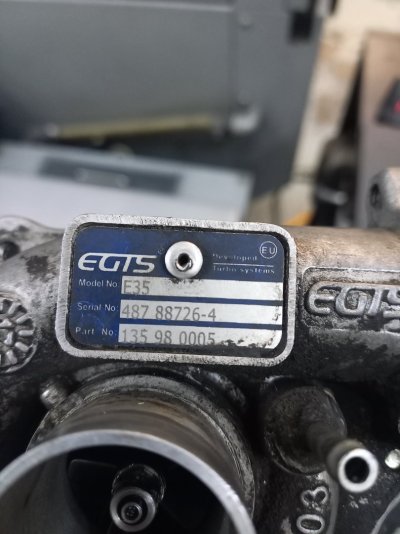 EGTS
Developed
Turbo systems
EU
Model No: E35
Serial No: 487 88726-4
Part No: 135 98 0005
EGTS
03